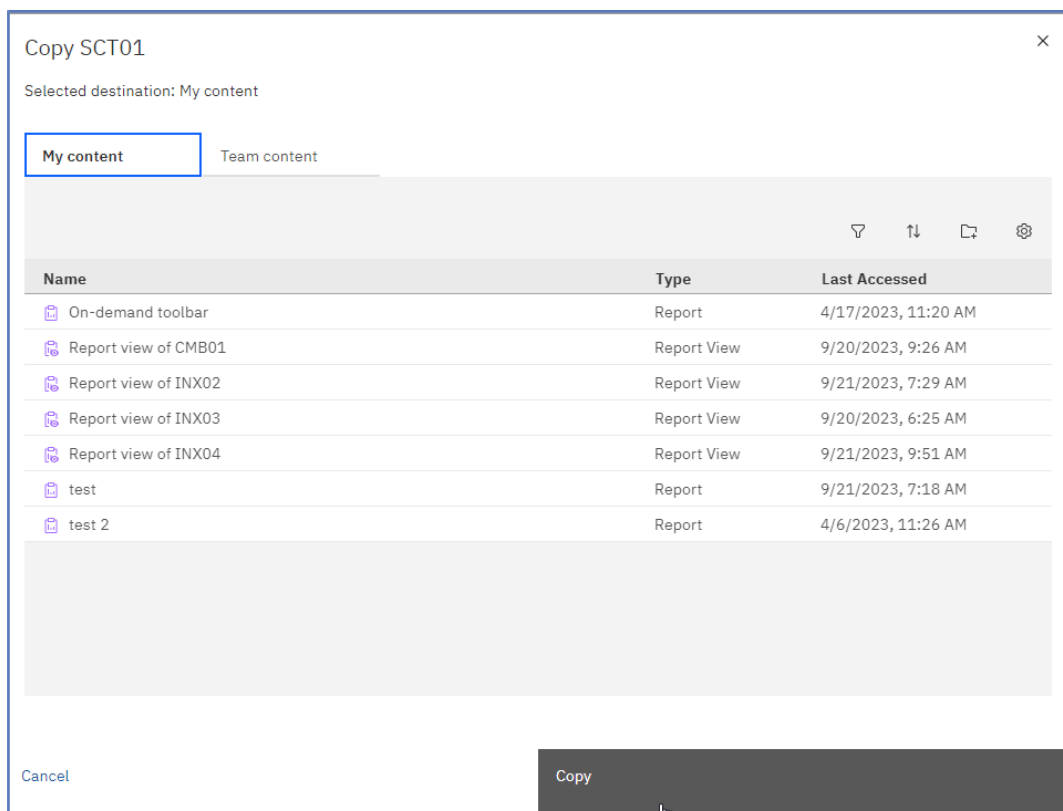 Copy SCT01
Selected destination: My content
My content Team content
Name Type Last Accessed
On-demand toolbar Report 4/17/2023, 11:20 AM
Report view of CMB01 Report View 9/20/2023, 9:26 AM
Report view of INX02 Report View 9/21/2023, 7:29 AM
Report view of INX03 Report View 9/20/2023, 6:25 AM
Report view of INX04 Report View 9/21/2023, 9:51 AM
test Report 9/21/2023, 7:18 AM
test 2 Report 4/6/2023, 11:26 AM
Cancel Copy